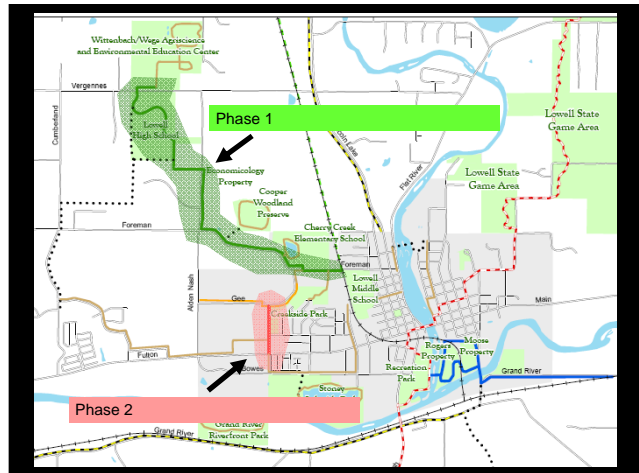 Wittenbach/Wege Agriscience
and Environmental Education Center
Vergennes
Cumberland
Lowell
High School
Phase 1
Lincoln Lake
Flat River
Lowell State
Game Area
Lowell State
Game Area
Economicology
Property
Cooper
Woodland
Preserve
Foreman
Cherry Creek
Elementary School
Foreman
Lowell
Middle
School
Alden Nash
Gee
Main
Creekside Park
Fulton
Bowes
Rogers
Property
Moose
Property
Recreation
Park
Grand River
Stoney
Phase 2
Grand River
Riverfront Park
Grand River